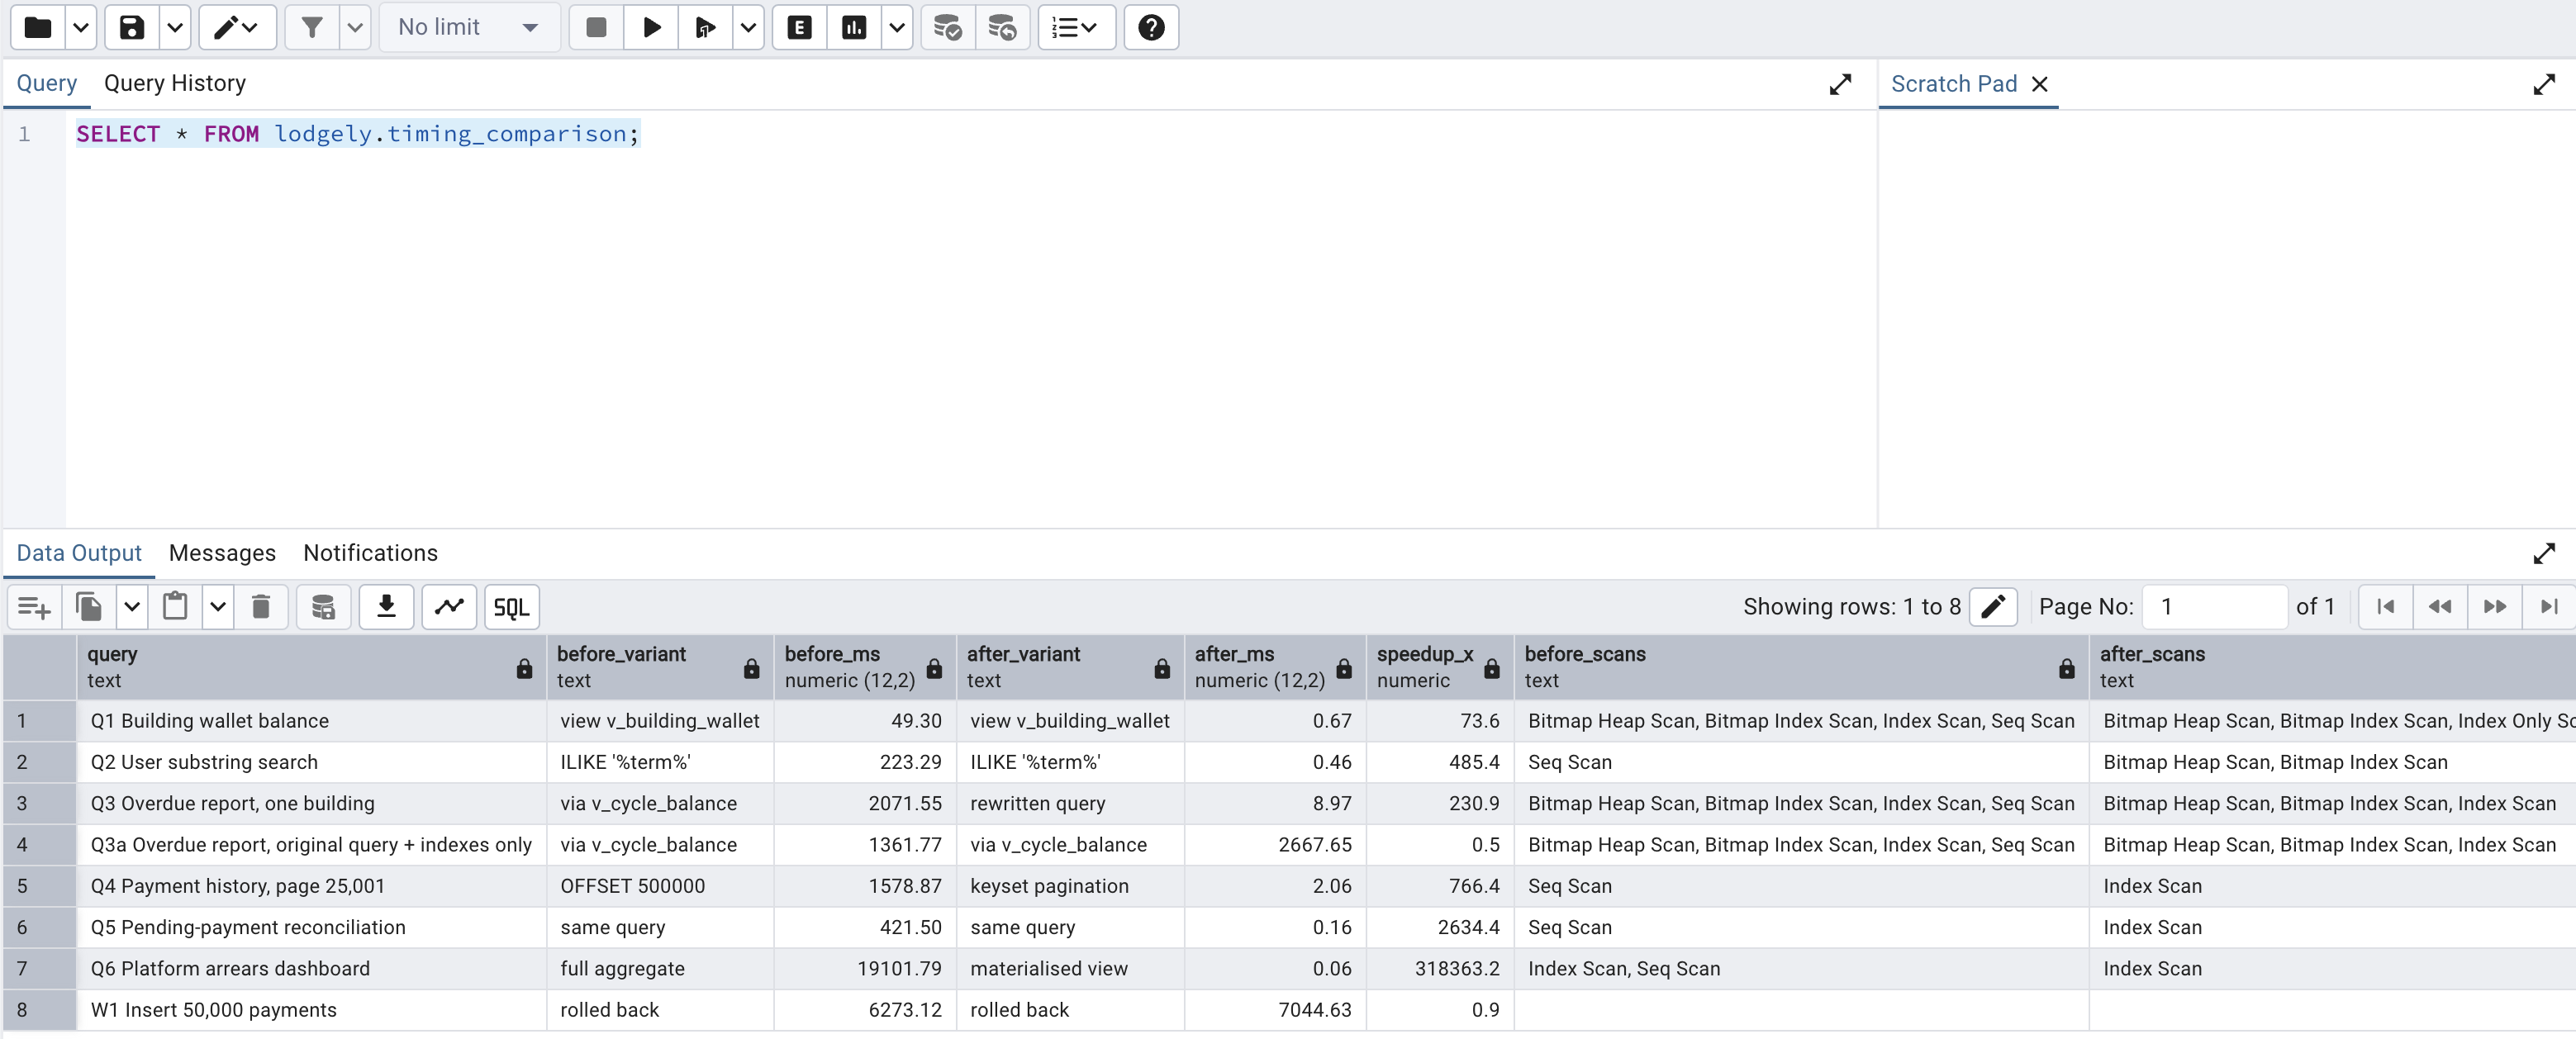 No limit
Query Query History Scratch Pad
1 SELECT * FROM lodgely.timing_comparison;
Data Output Messages Notifications
SQL Showing rows: 1 to 8 Page No: 1 of 1
query before_variant before_ms after_variant after_ms speedup_x before_scans after_scans
text text numeric (12,2) text numeric (12,2) numeric text text
1 Q1 Building wallet balance view v_building_wallet 49.30 view v_building_wallet 0.67 73.6 Bitmap Heap Scan, Bitmap Index Scan, Index Scan, Seq Scan Bitmap Heap Scan, Bitmap Index Scan, Index Only Sc
2 Q2 User substring search ILIKE '%term%' 223.29 ILIKE '%term%' 0.46 485.4 Seq Scan Bitmap Heap Scan, Bitmap Index Scan
3 Q3 Overdue report, one building via v_cycle_balance 2071.55 rewritten query 8.97 230.9 Bitmap Heap Scan, Bitmap Index Scan, Index Scan, Seq Scan Bitmap Heap Scan, Bitmap Index Scan, Index Scan
4 Q3a Overdue report, original query + indexes only via v_cycle_balance 1361.77 via v_cycle_balance 2667.65 0.5 Bitmap Heap Scan, Bitmap Index Scan, Index Scan, Seq Scan Bitmap Heap Scan, Bitmap Index Scan, Index Scan
5 Q4 Payment history, page 25,001 OFFSET 500000 1578.87 keyset pagination 2.06 766.4 Seq Scan Index Scan
6 Q5 Pending-payment reconciliation same query 421.50 same query 0.16 2634.4 Seq Scan Index Scan
7 Q6 Platform arrears dashboard full aggregate 19101.79 materialised view 0.06 318363.2 Index Scan, Seq Scan Index Scan
8 W1 Insert 50,000 payments rolled back 6273.12 rolled back 7044.63 0.9